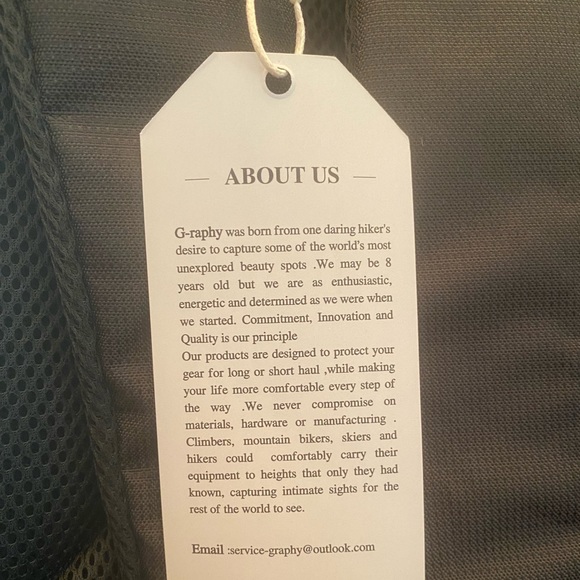 ABOUT US
G-raphy was born from one daring hiker's
desire to capture some of the world's most
unexplored beauty spots .We may be 8
years old but we are as enthusiastic,
energetic and determined as we were when
we started. Commitment, Innovation and
Quality is our principle
Our products are designed to protect your
gear for long or short haul ,while making
your life more comfortable every step of
the way .We never compromise on
materials, hardware or manufacturing .
Climbers, mountain bikers, skiers and
hikers could comfortably carry their
equipment to heights that only they had
known, capturing intimate sights for the
rest of the world to see.
Email :service-graphy@outlook.com